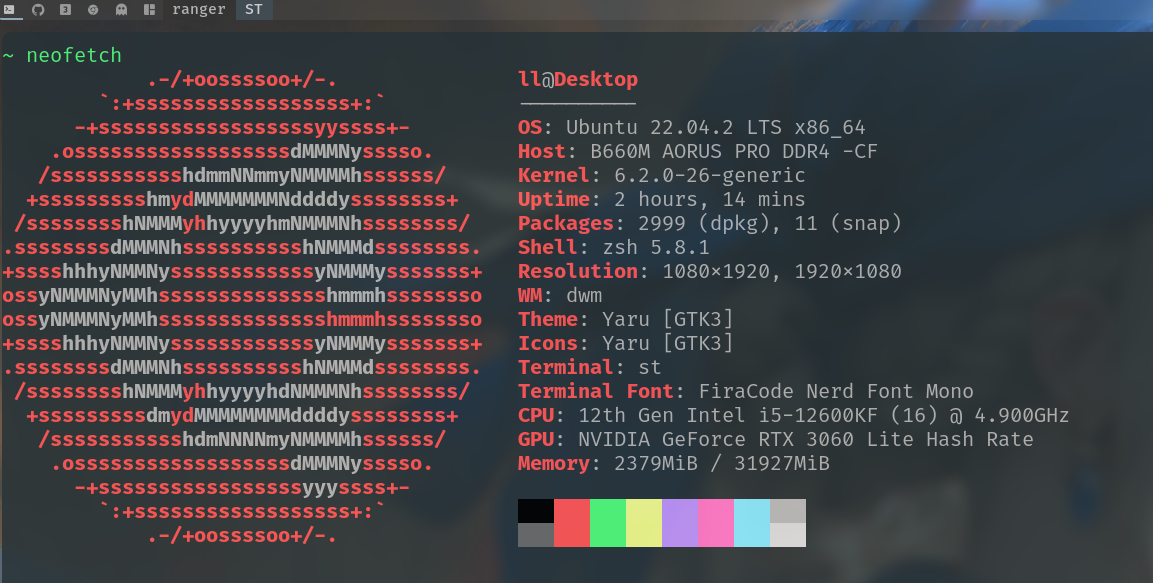 3 ranger ST
~ neofetch
.-/+oossssoo+/-. ll@Desktop
`:+ssssssssssssssssss+:` ----------
-+ssssssssssssssssssyyssss+- OS: Ubuntu 22.04.2 LTS x86_64
.ossssssssssssssssssdMMMNysssso. Host: B660M AORUS PRO DDR4 -CF
/ssssssssssshdmmNNmmyNMMMMhssssss/ Kernel: 6.2.0-26-generic
+ssssssssshmydMMMMMMMNddddyssssssss+ Uptime: 2 hours, 14 mins
/sssssssshNMMMyhhyyyyhmNMMMNhssssssss/ Packages: 2999 (dpkg), 11 (snap)
.ssssssssdMMMNhsssssssssshNMMMdssssssss. Shell: zsh 5.8.1
+sssshhhyNMMNyssssssssssssyNMMMysssssss+ Resolution: 1080×1920, 1920×1080
ossyNMMMNyMMhsssssssssssssshmmmhssssssso WM: dwm
ossyNMMMNyMMhsssssssssssssshmmmhssssssso Theme: Yaru [GTK3]
+sssshhhyNMMNyssssssssssssyNMMMysssssss+ Icons: Yaru [GTK3]
.ssssssssdMMMNhsssssssssshNMMMdssssssss. Terminal: st
/sssssssshNMMMyhhyyyyhdNMMMNhssssssss/ Terminal Font: FiraCode Nerd Font Mono
+sssssssssdmydMMMMMMMMddddyssssssss+ CPU: 12th Gen Intel i5-12600KF (16) @ 4.900GHz
/ssssssssssshdmNNNNmyNMMMMhssssss/ GPU: NVIDIA GeForce RTX 3060 Lite Hash Rate
.ossssssssssssssssssdMMMNysssso. Memory: 2379MiB / 31927MiB
-+sssssssssssssssssyyyssss+-
`:+ssssssssssssssssss+:`
.-/+oossssoo+/-.